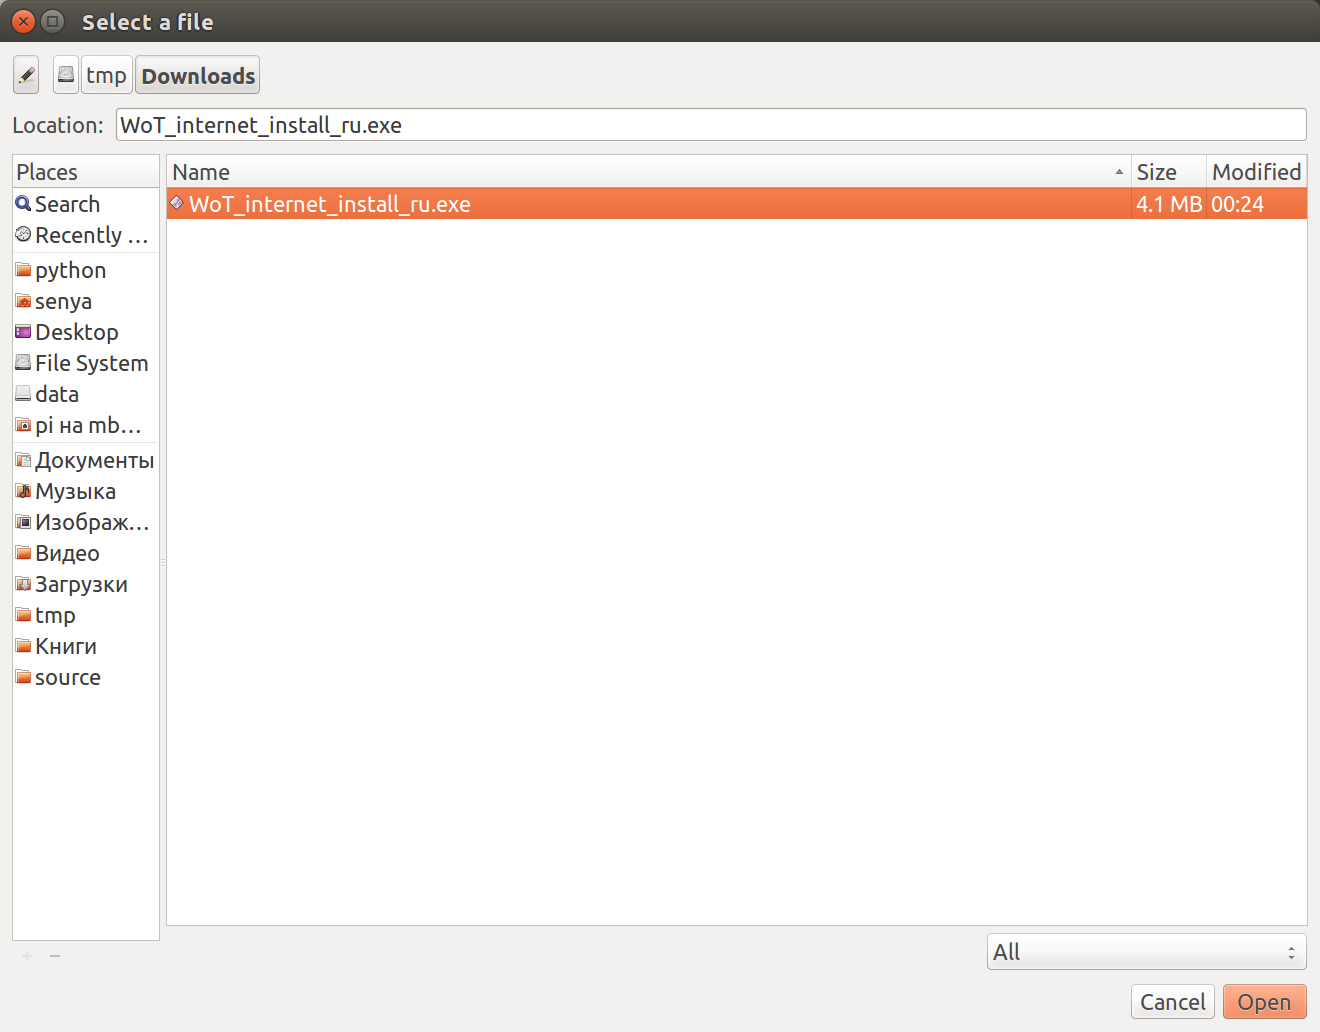 Select a file
tmp Downloads
Location: WoT_internet_install_ru.exe
Places
Search
Recently ...
python
senya
Desktop
File System
data
pi на mb...
Документы
Музыка
Изображ...
Видео
Загрузки
tmp
Книги
source
Name Size Modified
WoT_internet_install_ru.exe 4.1 MB 00:24
All
Cancel Open